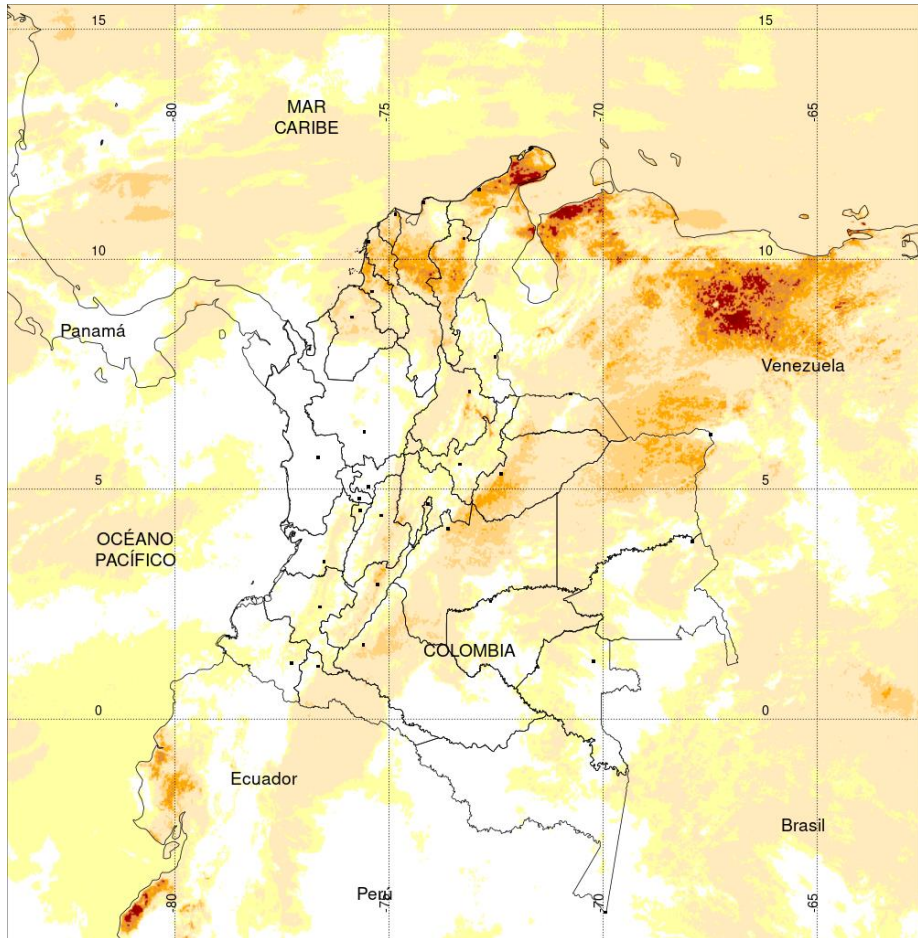 15
15
-80
-75
-70
-65
MAR
CARIBE
10
10
Panamá
Venezuela
5
5
OCÉANO
PACÍFICO
COLOMBIA
0
0
Ecuador
Brasil
Perú
-80
-75
-70
-65